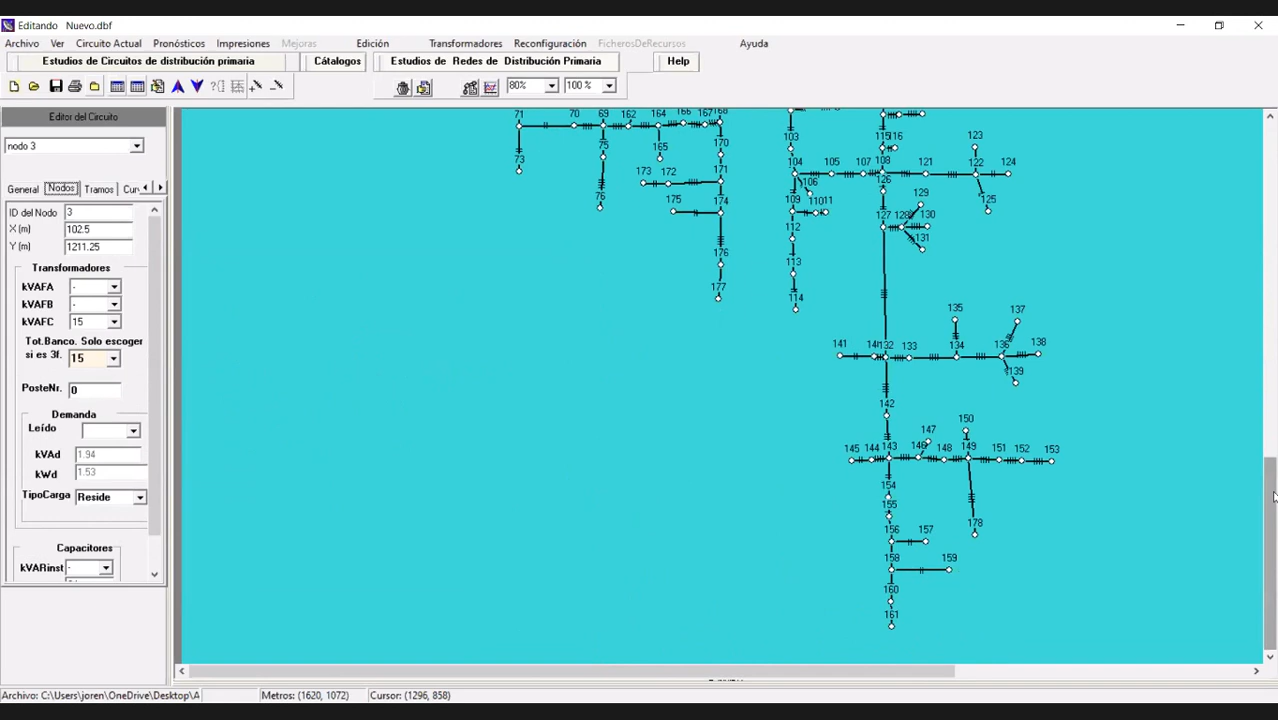 Editando Nuevo.dbf
Archivo Ver Circuito Actual Pronósticos Impresiones Mejoras Edición Transformadores Reconfiguración FicherosDeRecursos Ayuda
Estudios de Circuitos de distribución primaria Cátalogos Estudios de Redes de Distribución Primaria Help
80% 100 %
Editor del Circuito
nodo 3
General Nodos Tramos Cur
ID del Nodo 3
X (m) 102.5
Y (m) 1211.25
Transformadores
kVAFA -
kVAFB -
kVAFC 15
Tot.Banco. Solo escoger
si es 3f. 15
PosteNr. 0
Demanda
Leído
kVAd 1.94
kWd 1.53
TipoCarga Reside
Capacitores
kVARinst -
71 70 69 162 164 166 167 168
103 115 116 123
73 75 165 170 104 105 107 108 121 122 124
173 172 171 106 126
76 175 174 109 110 11 129 125
112 127 128 130
131
176 113
177 114
135 137
141 132 133 134 136 138
139
142
147 150
145 144 143 146 148 149 151 152 153
154
155
156 157 178
158 159
160
161
Archivo: C:\Users\joren\OneDrive\Desktop\A Metros: (1620, 1072) Cursor: (1296, 858)